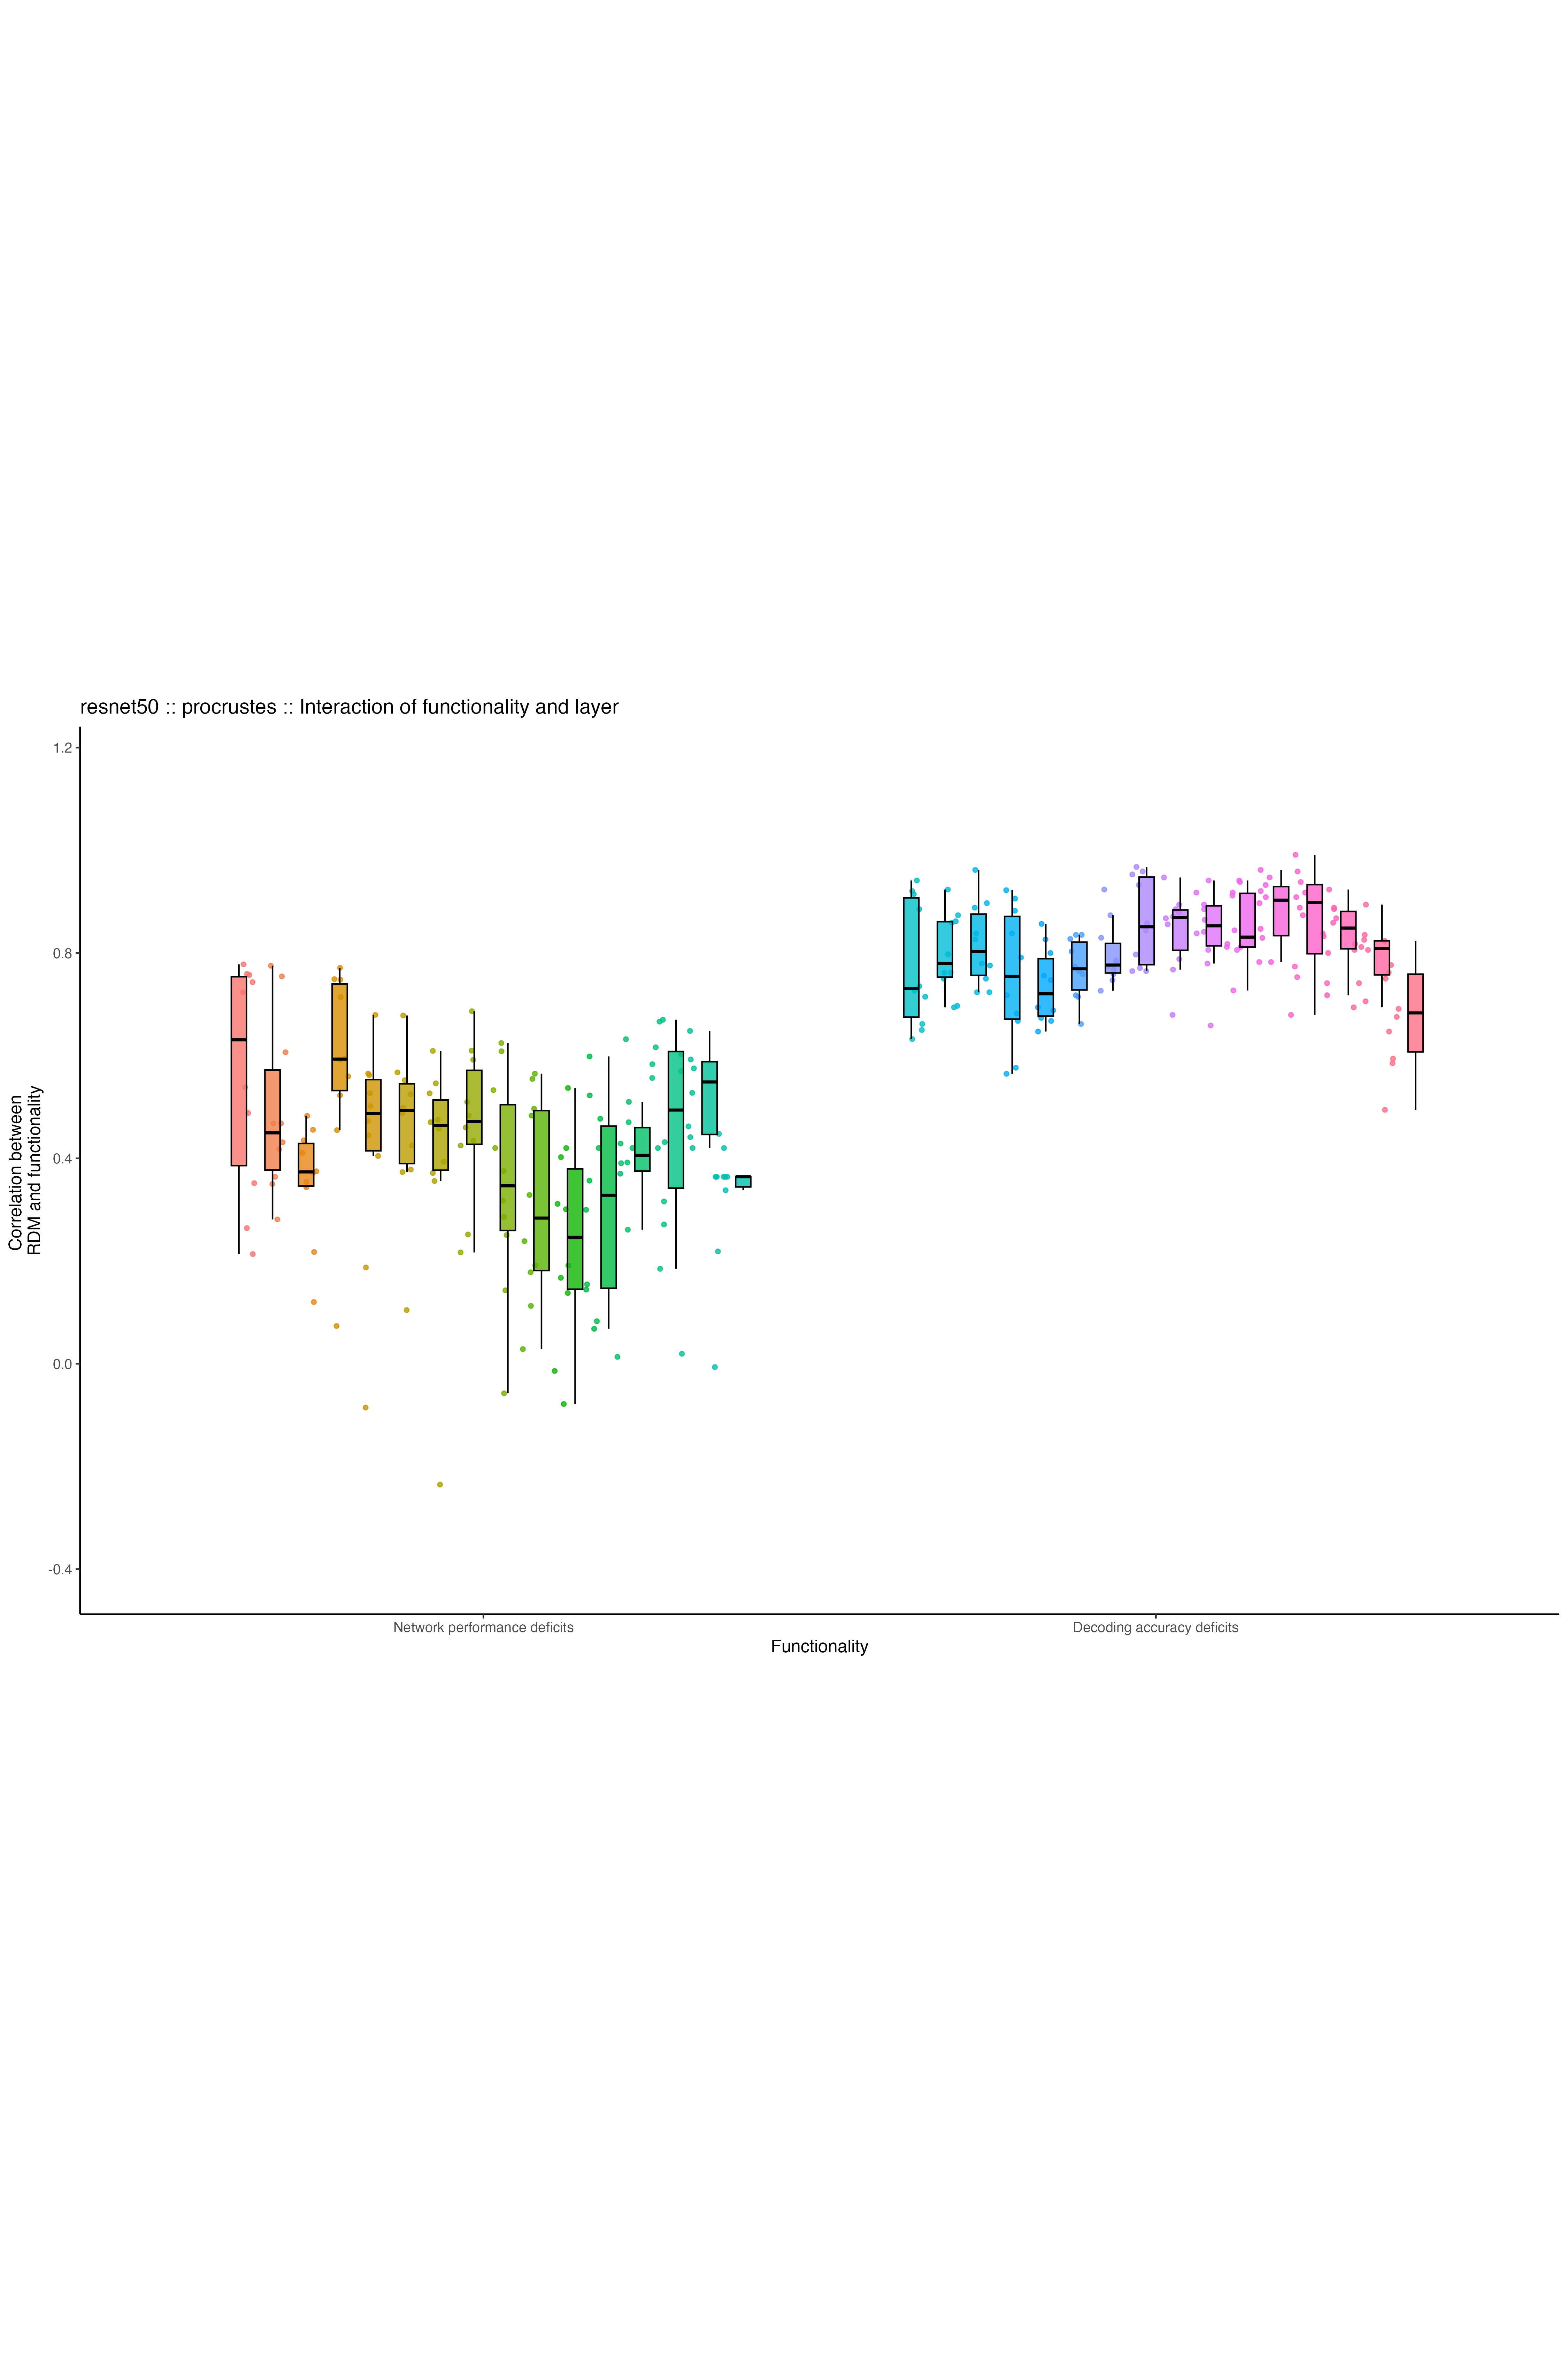 resnet50 :: procrustes :: Interaction of functionality and layer
1.2
0.8
0.4
0.0
-0.4
Correlation between
RDM and functionality
Network performance deficits
Decoding accuracy deficits
Functionality